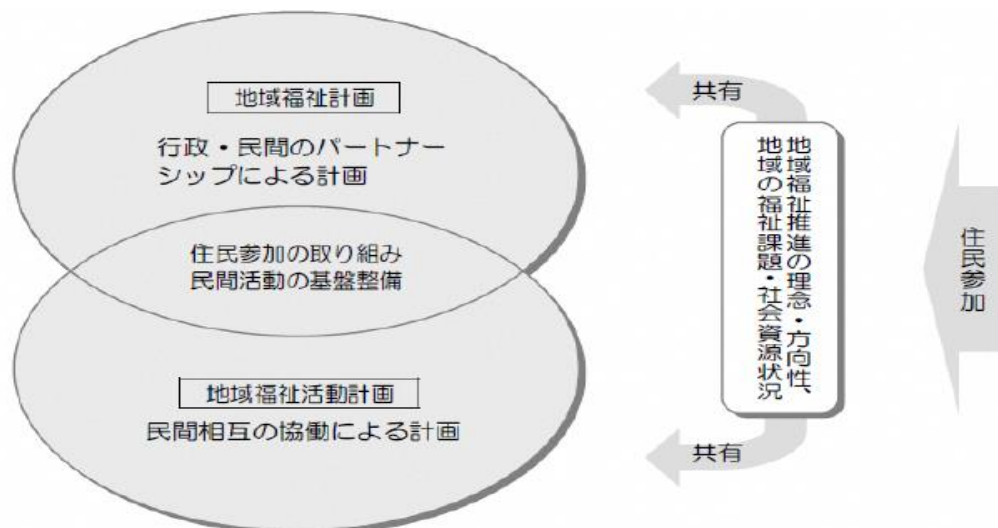 地域福祉計画
行政・民間のパートナー
シップによる計画
住民参加の取り組み
民間活動の基盤整備
地域福祉活動計画
民間相互の協働による計画
共有
地域福祉推進の理念・方向性、
地域の福祉課題・社会資源状況
共有
住民参加